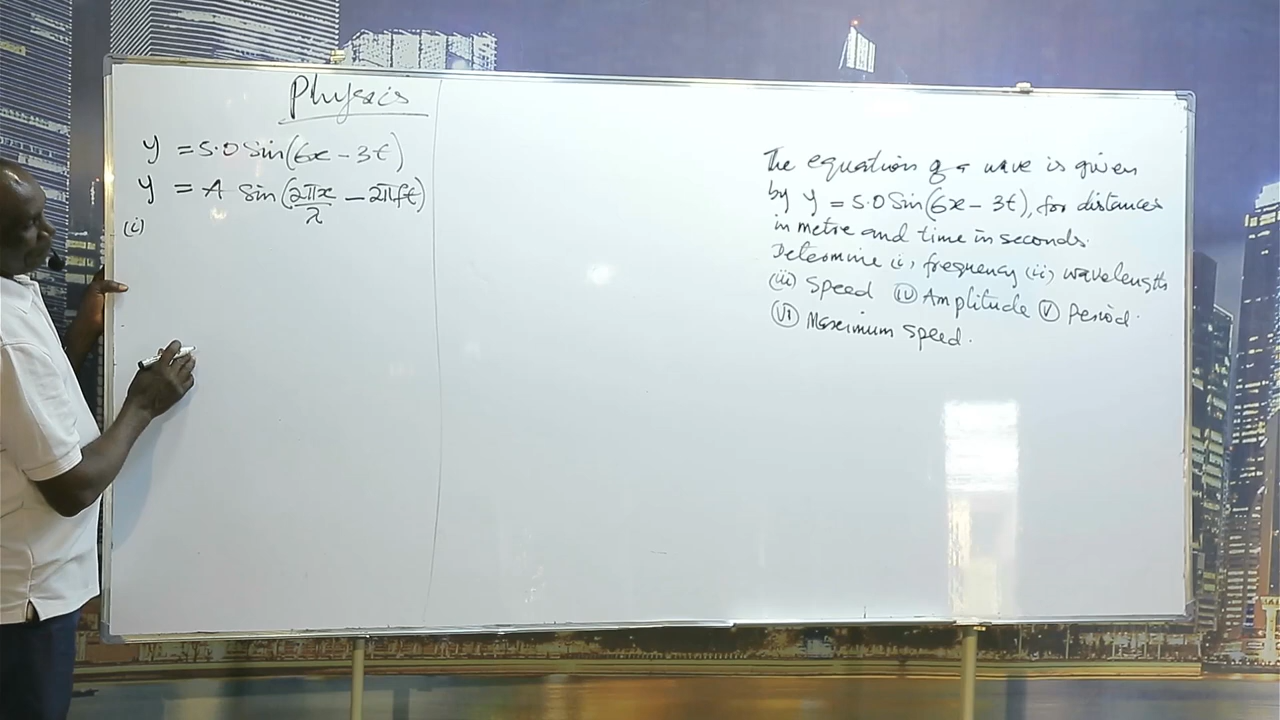 Physics
y = 5.0 Sin(6x - 3t)
y = A Sin(2πx/λ - 2πft)
(i)
The equation of a wave is given
by y = 5.0 Sin(6x - 3t), for distances
in metre and time in seconds.
Determine (i), frequency (ii) wavelength
(iii) Speed (iv) Amplitude (v) Period.
(vi) Maximum speed.